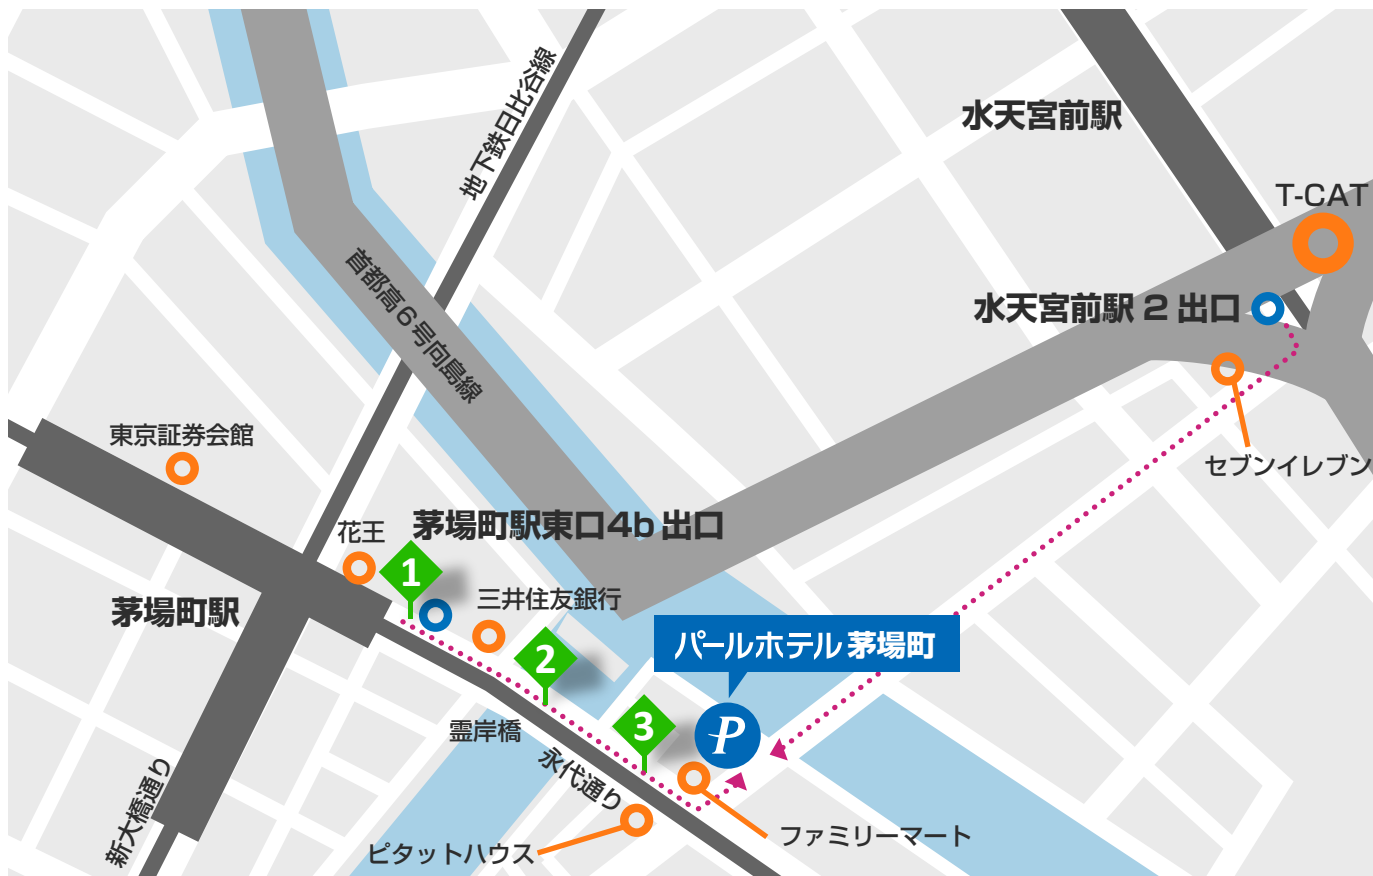 地下鉄日比谷線
水天宮前駅
T-CAT
首都高6号向島線
水天宮前駅 2 出口
東京証券会館
セブンイレブン
花王
茅場町駅東口4b 出口
1
三井住友銀行
茅場町駅
2
パールホテル 茅場町
3
P
霊岸橋
永代通り
新大橋通り
ファミリーマート
ピタットハウス